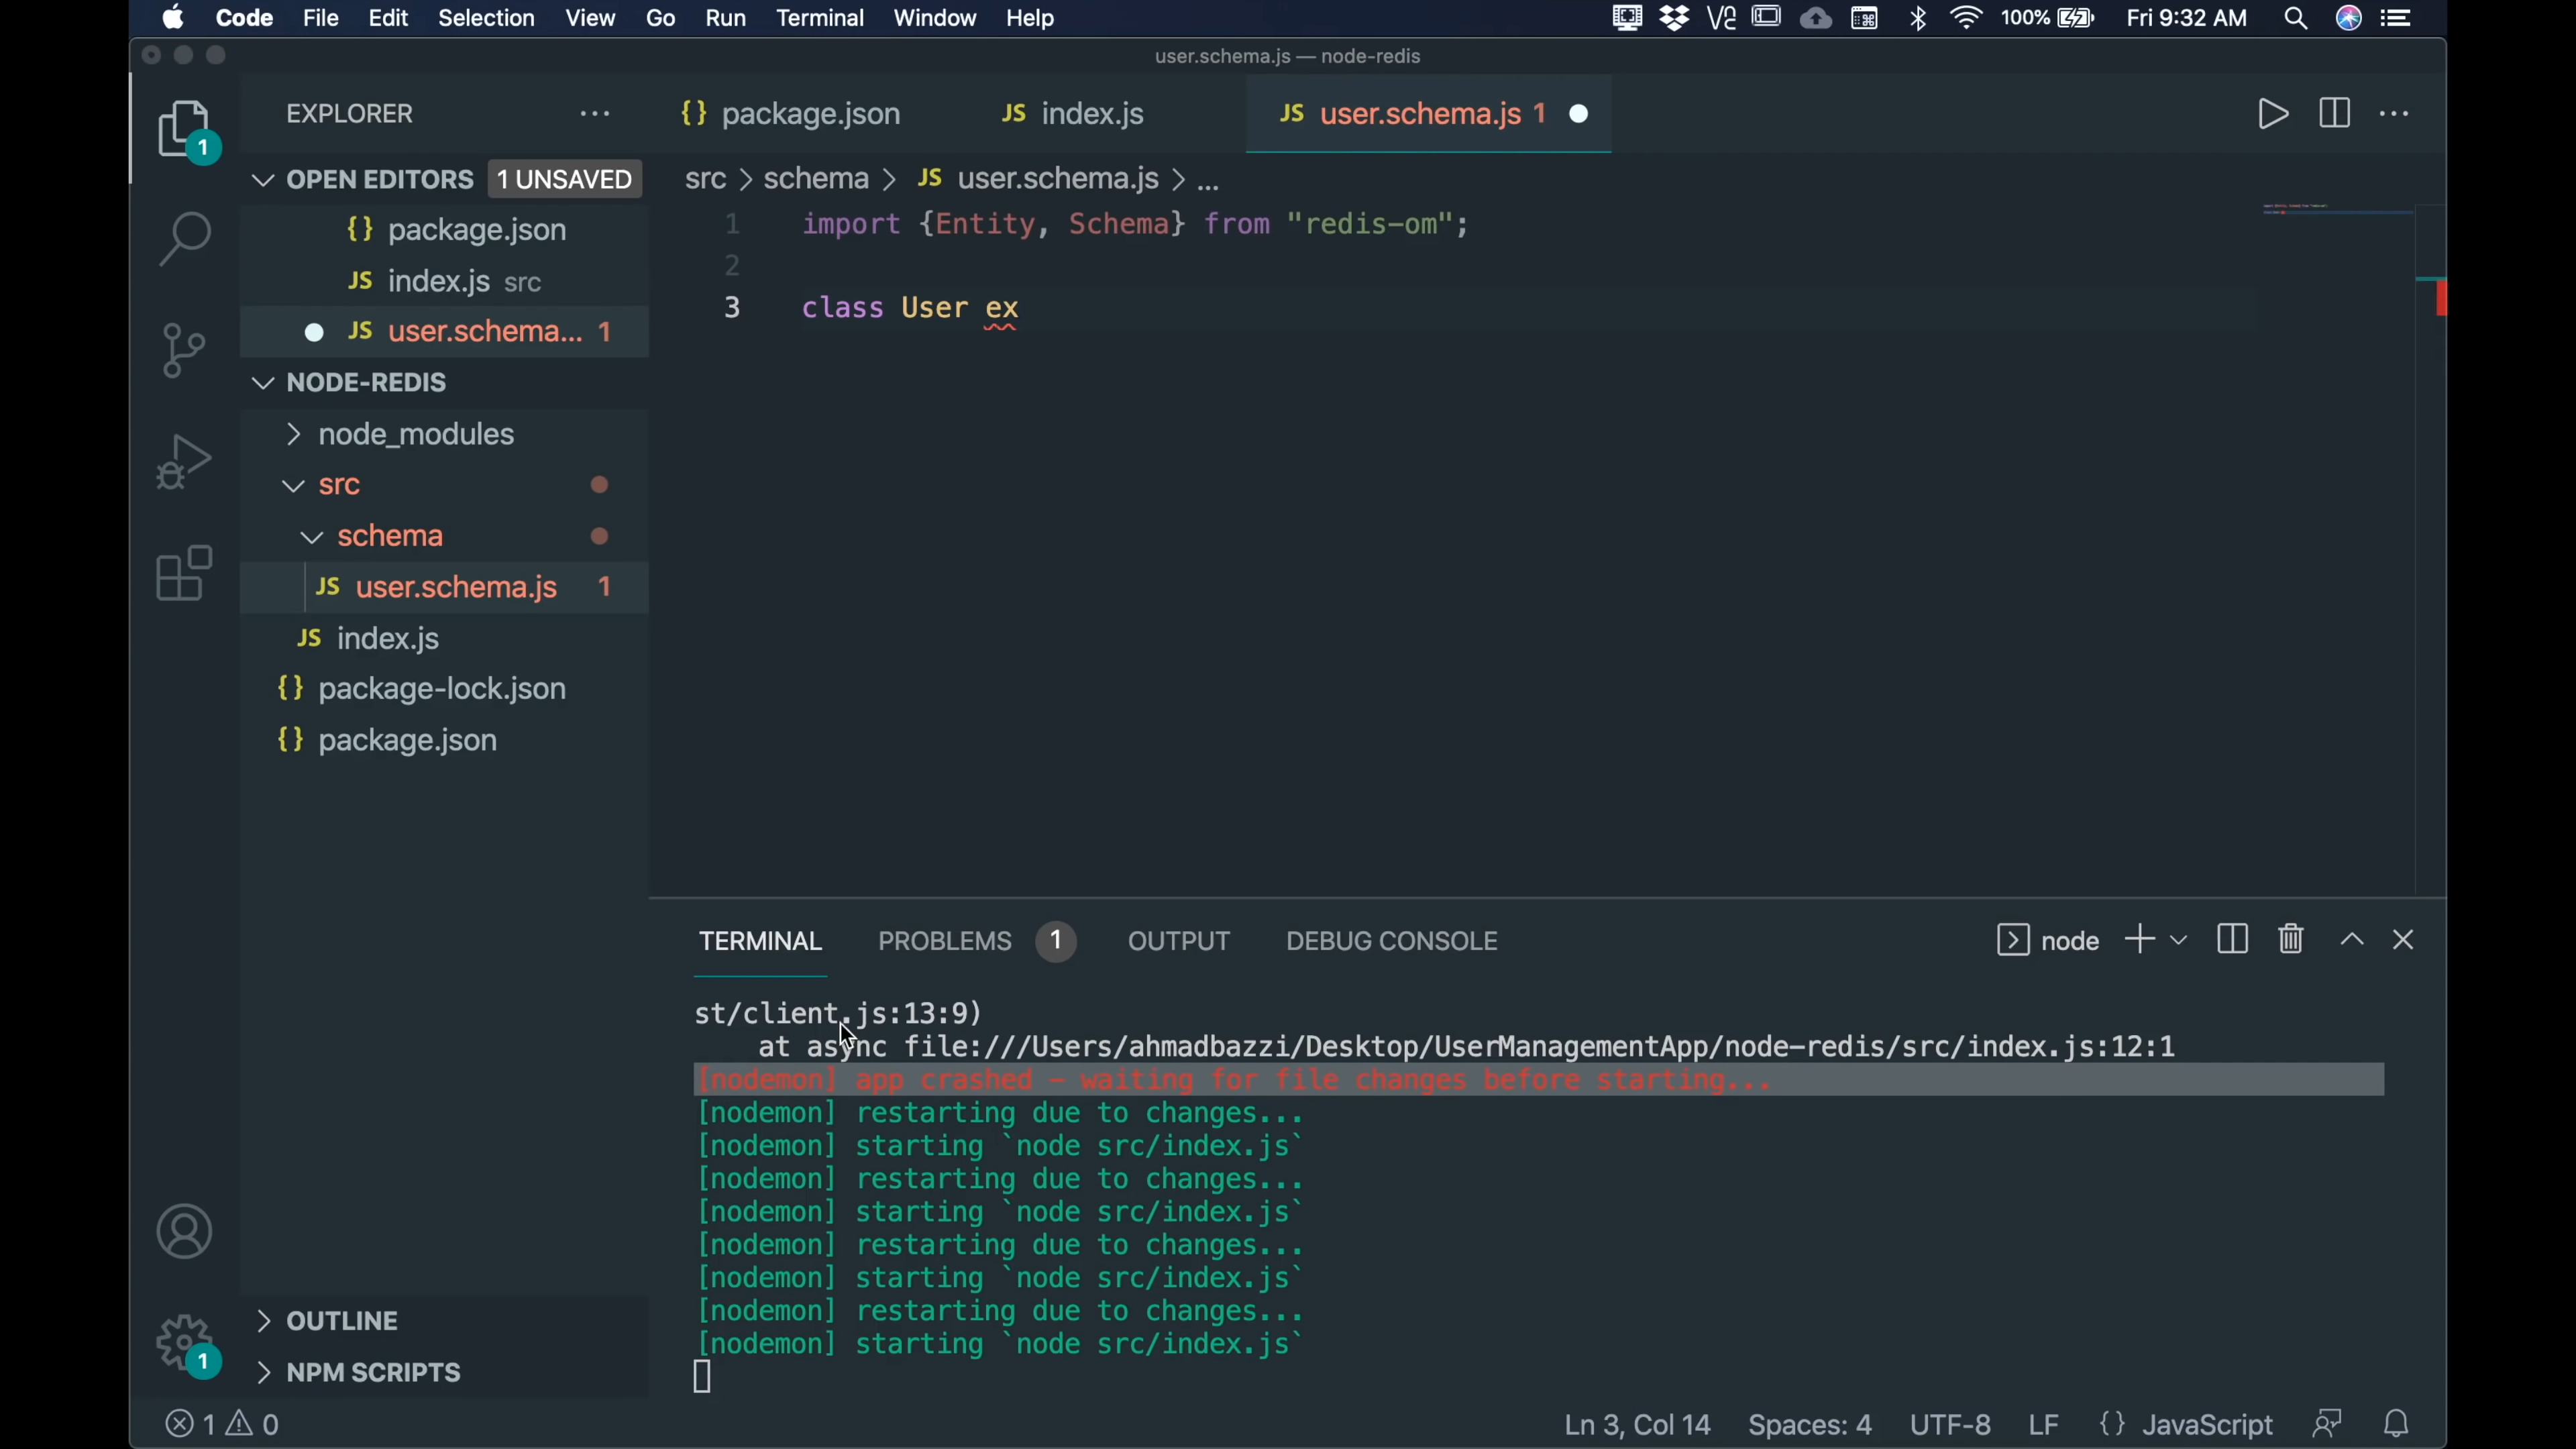 Code File Edit Selection View Go Run Terminal Window Help 100% Fri 9:32 AM
user.schema.js — node-redis
EXPLORER ...
{} package.json JS index.js JS user.schema.js 1
OPEN EDITORS 1 UNSAVED
src > schema > JS user.schema.js > ...
{} package.json
JS index.js src
JS user.schema... 1
1 import {Entity, Schema} from "redis-om";
2
3 class User ex
NODE-REDIS
node_modules
src
schema
JS user.schema.js 1
JS index.js
{} package-lock.json
{} package.json
OUTLINE
NPM SCRIPTS
1
1
TERMINAL PROBLEMS 1 OUTPUT DEBUG CONSOLE node
st/client.js:13:9)
at async file:///Users/ahmadbazzi/Desktop/UserManagementApp/node-redis/src/index.js:12:1
[nodemon] app crashed - waiting for file changes before starting...
[nodemon] restarting due to changes...
[nodemon] starting `node src/index.js`
[nodemon] restarting due to changes...
[nodemon] starting `node src/index.js`
[nodemon] restarting due to changes...
[nodemon] starting `node src/index.js`
[nodemon] restarting due to changes...
[nodemon] starting `node src/index.js`
1 0 Ln 3, Col 14 Spaces: 4 UTF-8 LF {} JavaScript